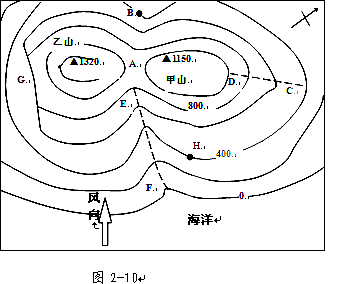 B.
乙山
▲1320.
A.
▲1150.
甲山
G.
D.
C.
E.
800.
H.
400.
F.
0.
风向
海洋
图 2-10